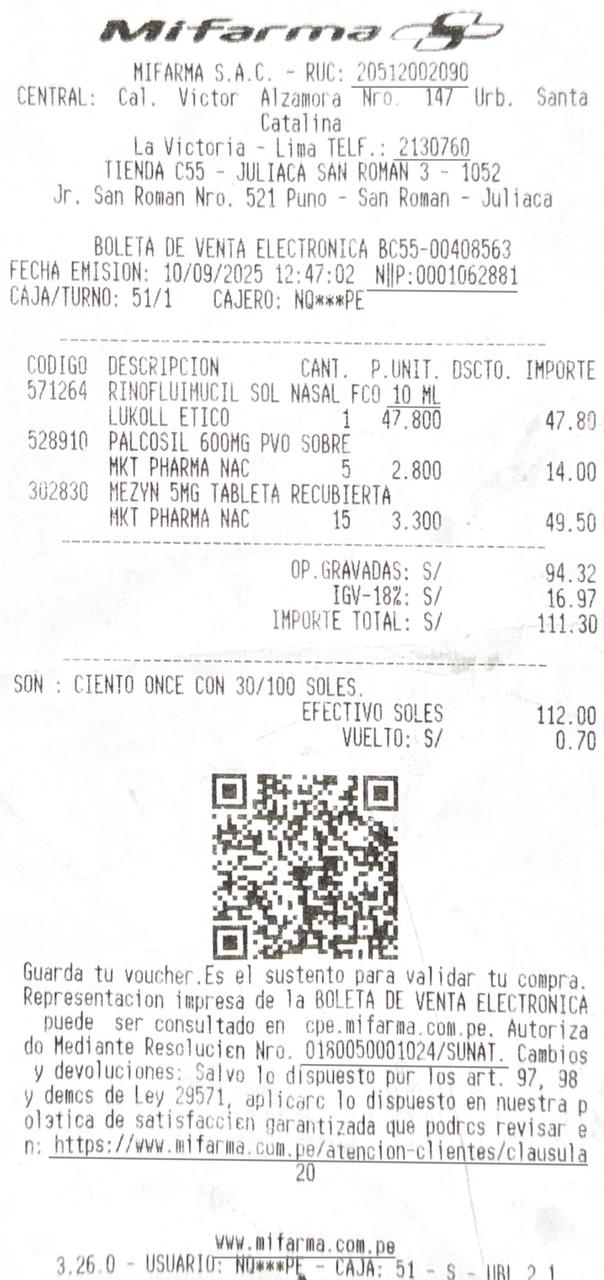 Mifarma
MIFARMA S.A.C. - RUC: 20512002090
CENTRAL: Cal. Victor Alzamora Nro. 147 Urb. Santa
Catalina
La Victoria - Lima TELF.: 2130760
TIENDA C55 - JULIACA SAN ROMAN 3 - 1052
Jr. San Roman Nro. 521 Puno - San Roman - Juliaca
BOLETA DE VENTA ELECTRONICA BC55-00408563
FECHA EMISION: 10/09/2025 12:47:02 N||P:0001062881
CAJA/TURNO: 51/1 CAJERO: NQ***PE
CODIGO DESCRIPCION CANT. P.UNIT. DSCTO. IMPORTE
571264 RINOFLUIMUCIL SOL NASAL FCO 10 ML
LUKOLL ETICO 1 47.800 47.80
528910 PALCOSIL 600MG PVO SOBRE
MKT PHARMA NAC 5 2.800 14.00
302830 MEZYN 5MG TABLETA RECUBIERTA
MKT PHARMA NAC 15 3.300 49.50
OP.GRAVADAS: S/ 94.32
IGV-18%: S/ 16.97
IMPORTE TOTAL: S/ 111.30
SON : CIENTO ONCE CON 30/100 SOLES.
EFECTIVO SOLES 112.00
VUELTO: S/ 0.70
Guarda tu voucher.Es el sustento para validar tu compra.
Representacion impresa de la BOLETA DE VENTA ELECTRONICA
puede ser consultado en cpe.mifarma.com.pe. Autoriza
do Mediante Resolucien Nro. 0180050001024/SUNAT. Cambios
y devoluciones: Salvo lo dispuesto por los art. 97, 98
y demcs de Ley 29571, aplicarc lo dispuesto en nuestra p
olatica de satisfaccien garantizada que podrcs revisar e
n: https://www.mifarma.com.pe/atencion-clientes/clausula
20
www.mifarma.com.pe
3.26.0 - USUARIO: NQ***PE - CAJA: 51 - S - UBL 2.1